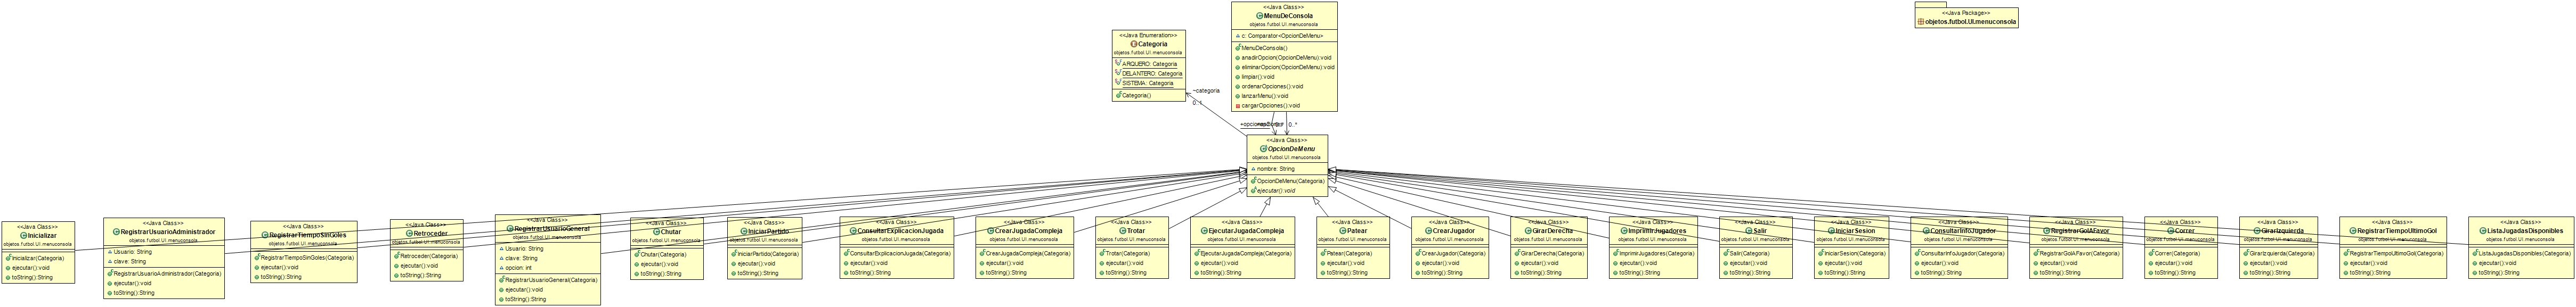 <<Java Enumeration>>
Categoria
objetos.futbol.UI.menuconsola
ARQUERO: Categoria
DELANTERO: Categoria
SISTEMA: Categoria
Categoria()
<<Java Class>>
MenuDeConsola
objetos.futbol.UI.menuconsola
c: Comparator<OpcionDeMenu>
MenuDeConsola()
anadirOpcion(OpcionDeMenu):void
eliminarOpcion(OpcionDeMenu):void
limpiar():void
ordenarOpciones():void
lanzarMenu():void
cargarOpciones():void
<<Java Package>>
objetos.futbol.UI.menuconsola
~categoria
0..1
0..*
<<Java Class>>
OpcionDeMenu
objetos.futbol.UI.menuconsola
nombre: String
OpcionDeMenu(Categoria)
ejecutar():void
<<Java Class>>
Inicializar
objetos.futbol.UI.menuconsola
Inicializar(Categoria)
ejecutar():void
toString():String
<<Java Class>>
RegistrarUsuarioAdministrador
objetos.futbol.UI.menuconsola
Usuario: String
clave: String
RegistrarUsuarioAdministrador(Categoria)
ejecutar():void
toString():String
<<Java Class>>
RegistrarTiempoSinGoles
objetos.futbol.UI.menuconsola
RegistrarTiempoSinGoles(Categoria)
ejecutar():void
toString():String
<<Java Class>>
Retroceder
objetos.futbol.UI.menuconsola
Retroceder(Categoria)
ejecutar():void
toString():String
<<Java Class>>
RegistrarUsuarioGeneral
objetos.futbol.UI.menuconsola
Usuario: String
clave: String
opcion: int
RegistrarUsuarioGeneral(Categoria)
ejecutar():void
toString():String
<<Java Class>>
Chutar
objetos.futbol.UI.menuconsola
Chutar(Categoria)
ejecutar():void
toString():String
<<Java Class>>
IniciarPartido
objetos.futbol.UI.menuconsola
IniciarPartido(Categoria)
ejecutar():void
toString():String
<<Java Class>>
ConsultarExplicacionJugada
objetos.futbol.UI.menuconsola
ConsultarExplicacionJugada(Categoria)
ejecutar():void
toString():String
<<Java Class>>
CrearJugadaCompleja
objetos.futbol.UI.menuconsola
CrearJugadaCompleja(Categoria)
ejecutar():void
toString():String
<<Java Class>>
Trotar
objetos.futbol.UI.menuconsola
Trotar(Categoria)
ejecutar():void
toString():String
<<Java Class>>
EjecutarJugadaCompleja
objetos.futbol.UI.menuconsola
EjecutarJugadaCompleja(Categoria)
ejecutar():void
toString():String
<<Java Class>>
Patear
objetos.futbol.UI.menuconsola
Patear(Categoria)
ejecutar():void
toString():String
<<Java Class>>
CrearJugador
objetos.futbol.UI.menuconsola
CrearJugador(Categoria)
ejecutar():void
toString():String
<<Java Class>>
GirarDerecha
objetos.futbol.UI.menuconsola
GirarDerecha(Categoria)
ejecutar():void
toString():String
<<Java Class>>
ImprimirJugadores
objetos.futbol.UI.menuconsola
ImprimirJugadores(Categoria)
ejecutar():void
toString():String
<<Java Class>>
Salir
objetos.futbol.UI.menuconsola
Salir(Categoria)
ejecutar():void
toString():String
<<Java Class>>
IniciarSesion
objetos.futbol.UI.menuconsola
IniciarSesion(Categoria)
ejecutar():void
toString():String
<<Java Class>>
ConsultarInfoJugador
objetos.futbol.UI.menuconsola
ConsultarInfoJugador(Categoria)
ejecutar():void
toString():String
<<Java Class>>
RegistrarGolAFavor
objetos.futbol.UI.menuconsola
RegistrarGolAFavor(Categoria)
ejecutar():void
toString():String
<<Java Class>>
Correr
objetos.futbol.UI.menuconsola
Correr(Categoria)
ejecutar():void
toString():String
<<Java Class>>
GirarIzquierda
objetos.futbol.UI.menuconsola
GirarIzquierda(Categoria)
ejecutar():void
toString():String
<<Java Class>>
RegistrarTiempoUltimoGol
objetos.futbol.UI.menuconsola
RegistrarTiempoUltimoGol(Categoria)
ejecutar():void
toString():String
<<Java Class>>
ListaJugadasDisponibles
objetos.futbol.UI.menuconsola
ListaJugadasDisponibles(Categoria)
ejecutar():void
toString():String